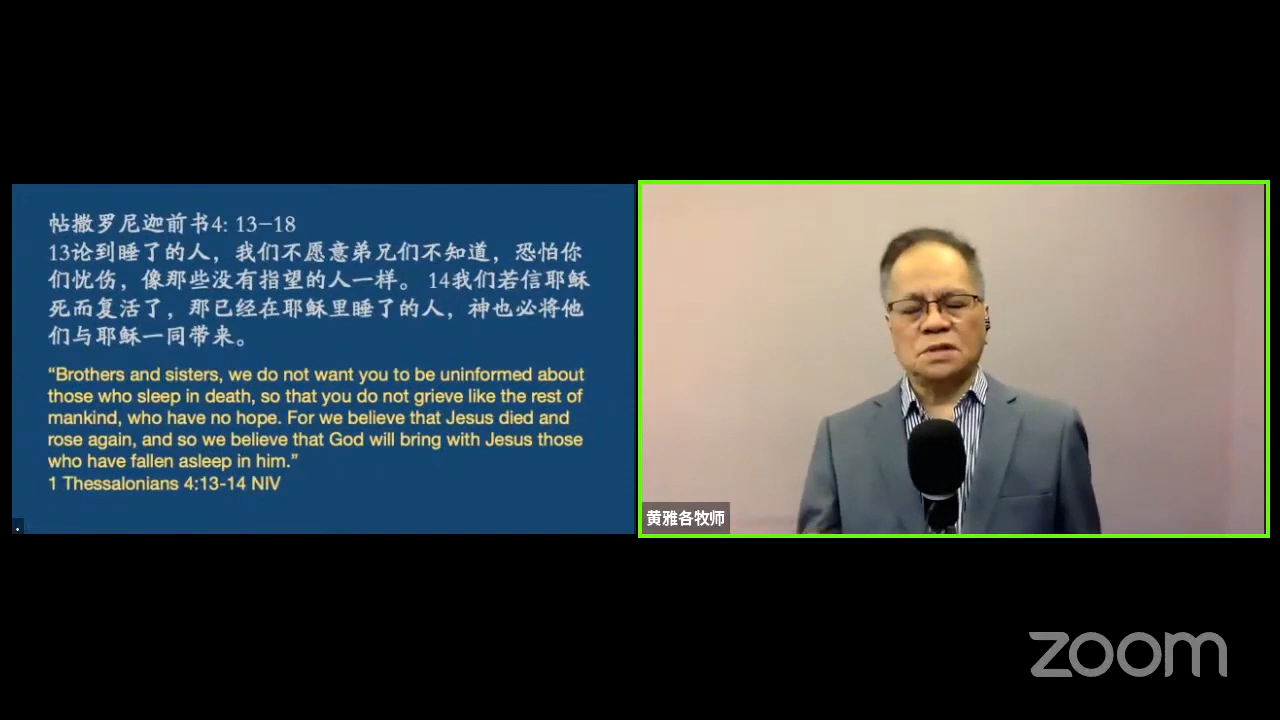 帖撒罗尼迦前书4: 13–18
13论到睡了的人，我们不愿意弟兄们不知道，恐怕你
们忧伤，像那些没有指望的人一样。 14我们若信耶稣
死而复活了，那已经在耶稣里睡了的人，神也必将他
们与耶稣一同带来。
“Brothers and sisters, we do not want you to be uninformed about
those who sleep in death, so that you do not grieve like the rest of
mankind, who have no hope. For we believe that Jesus died and
rose again, and so we believe that God will bring with Jesus those
who have fallen asleep in him.”
1 Thessalonians 4:13-14 NIV
.
黄雅各牧师
zoom